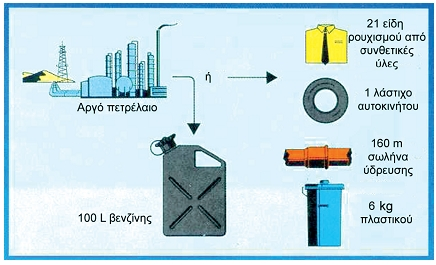 21 είδη
ρουχισμού από
συνθετικές
ύλες
ή
Αργό πετρέλαιο
1 λάστιχο
αυτοκινήτου
160 m
σωλήνα
ύδρευσης
100 L βενζίνης
6 kg
πλαστικού